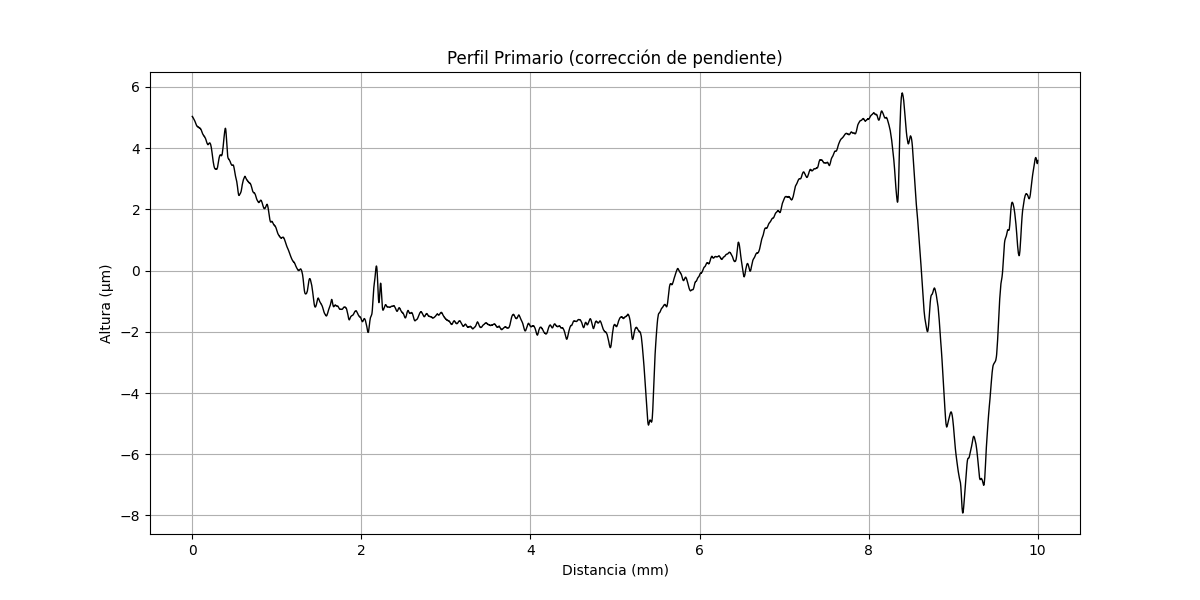 Perfil Primario (corrección de pendiente)
Altura (μm)
6
4
2
0
−2
−4
−6
−8
0 2 4 6 8 10
Distancia (mm)